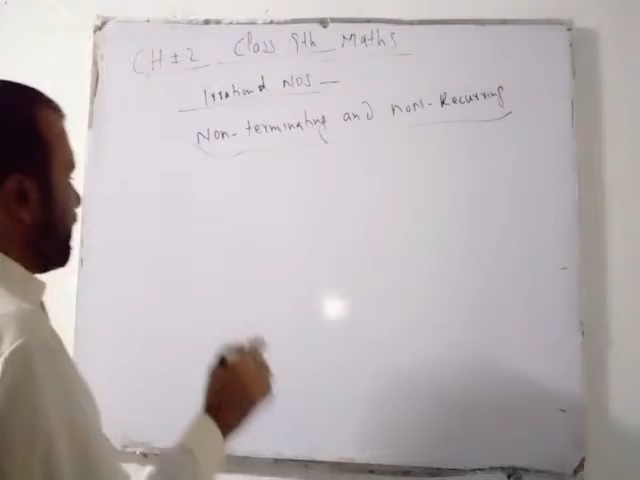 CH # 2 Class 9th Maths
Irrational NOS —
Non-terminating and NON-Recurring